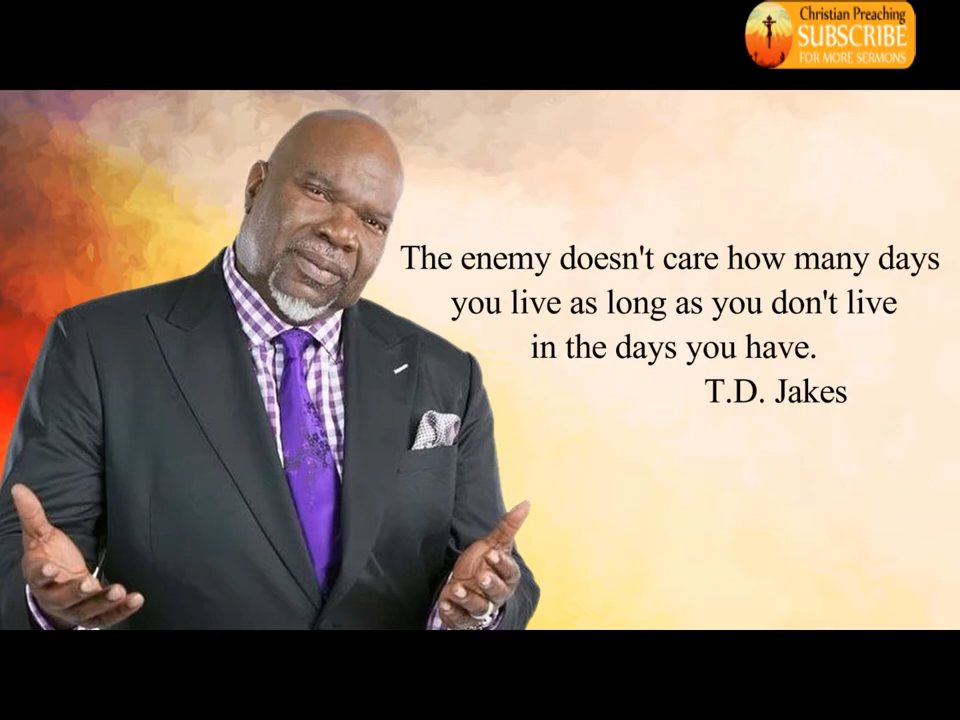 Christian Preaching
SUBSCRIBE
FOR MORE SERMONS
The enemy doesn't care how many days
you live as long as you don't live
in the days you have.
T.D. Jakes